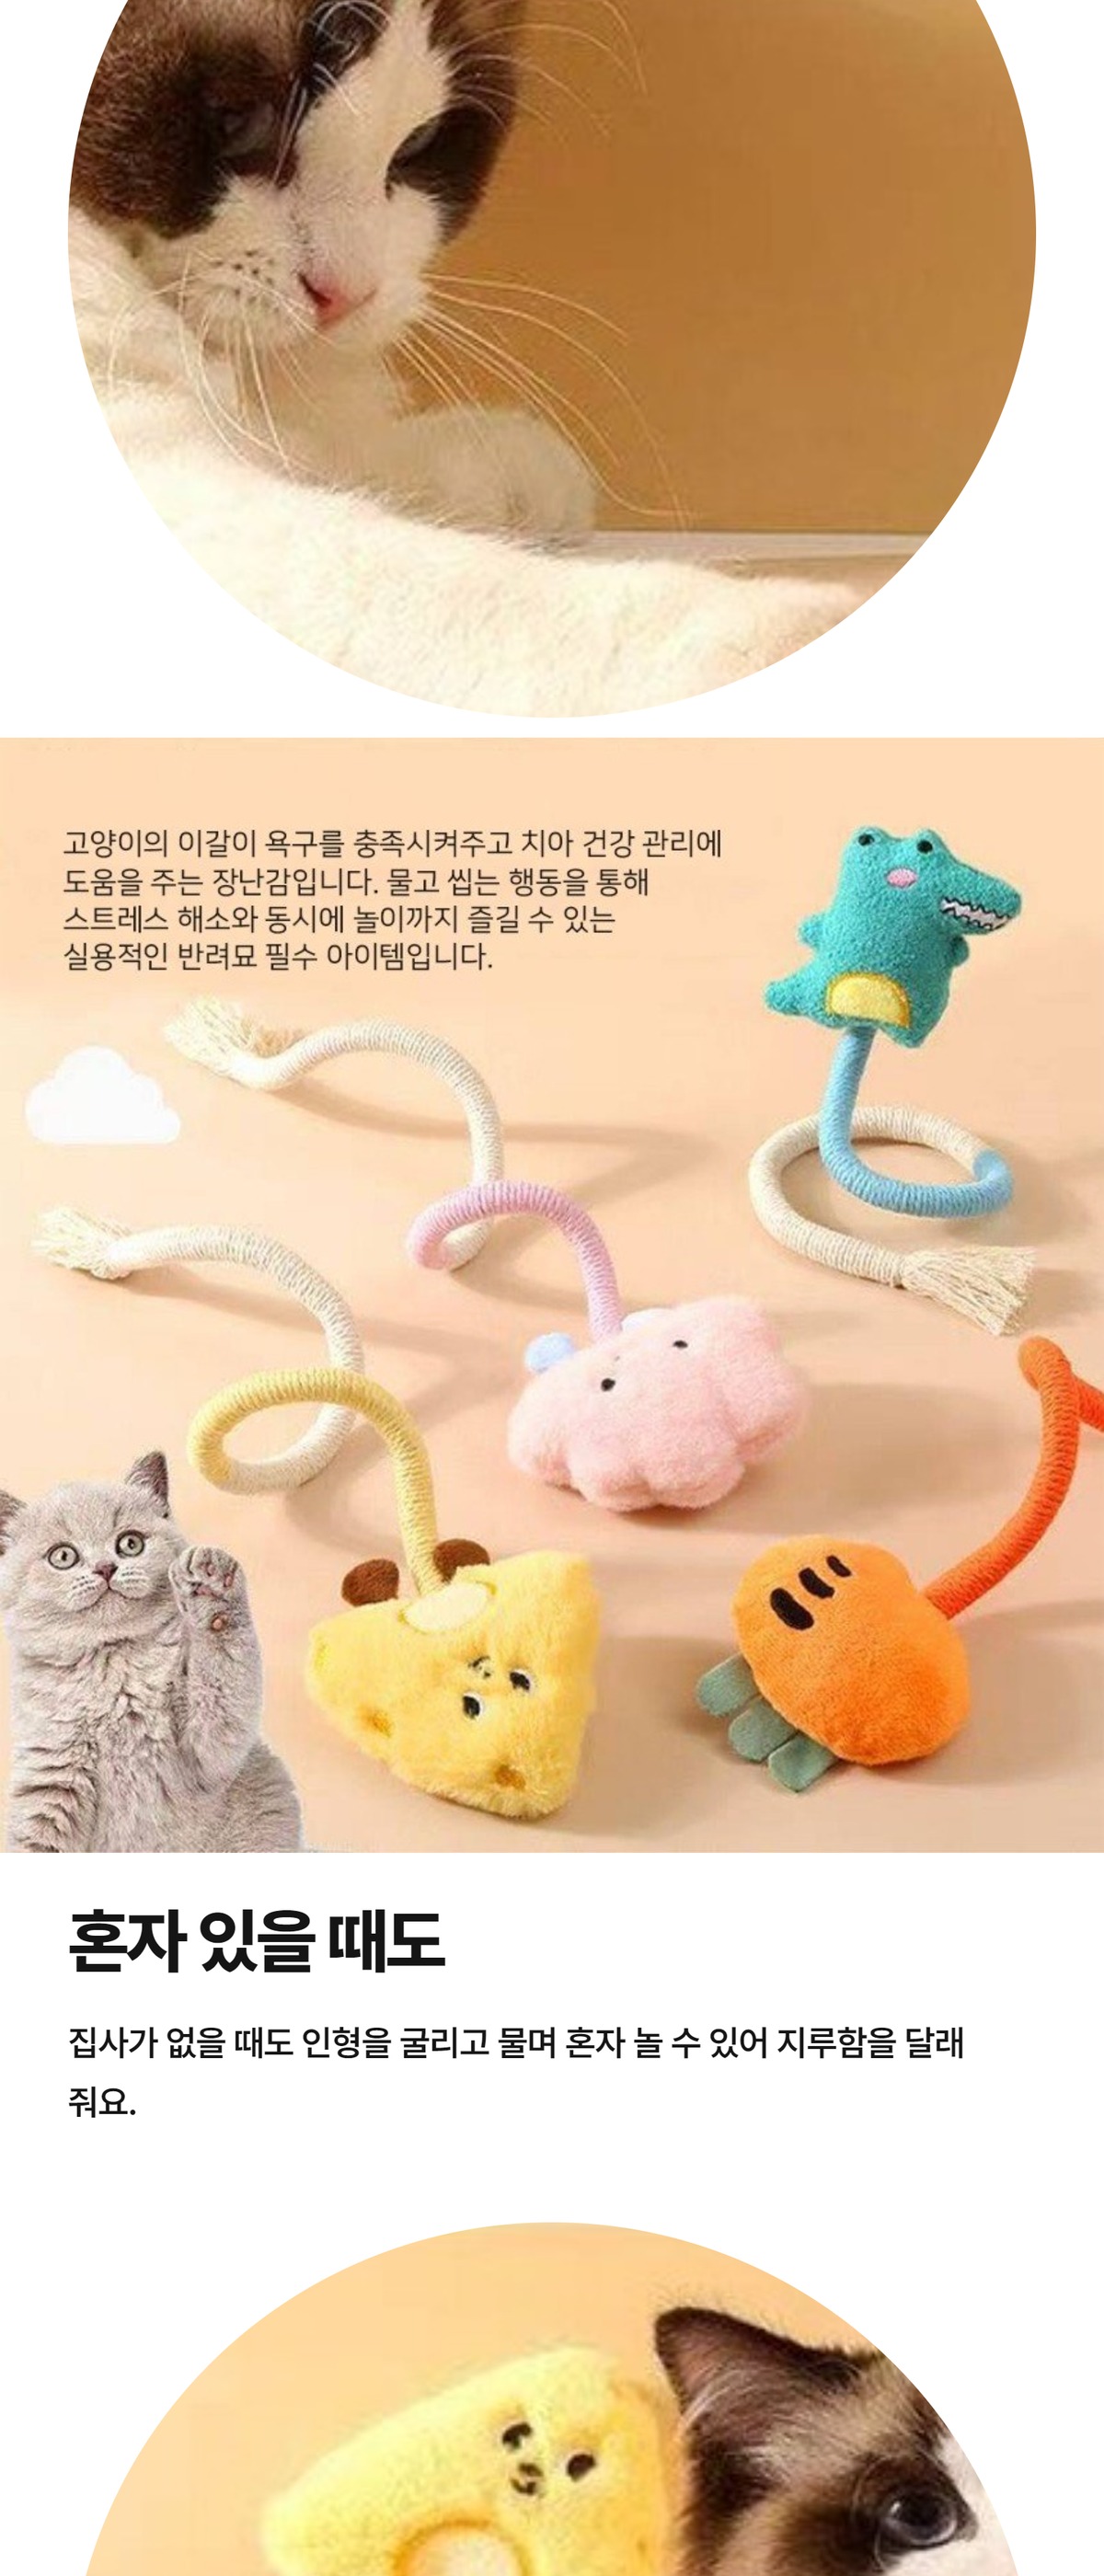 고양이의 이갈이 욕구를 충족시켜주고 치아 건강 관리에
도움을 주는 장난감입니다. 물고 씹는 행동을 통해
스트레스 해소와 동시에 놀이까지 즐길 수 있는
실용적인 반려묘 필수 아이템입니다.
혼자 있을 때도
집사가 없을 때도 인형을 굴리고 물며 혼자 놀 수 있어 지루함을 달래
줘요.